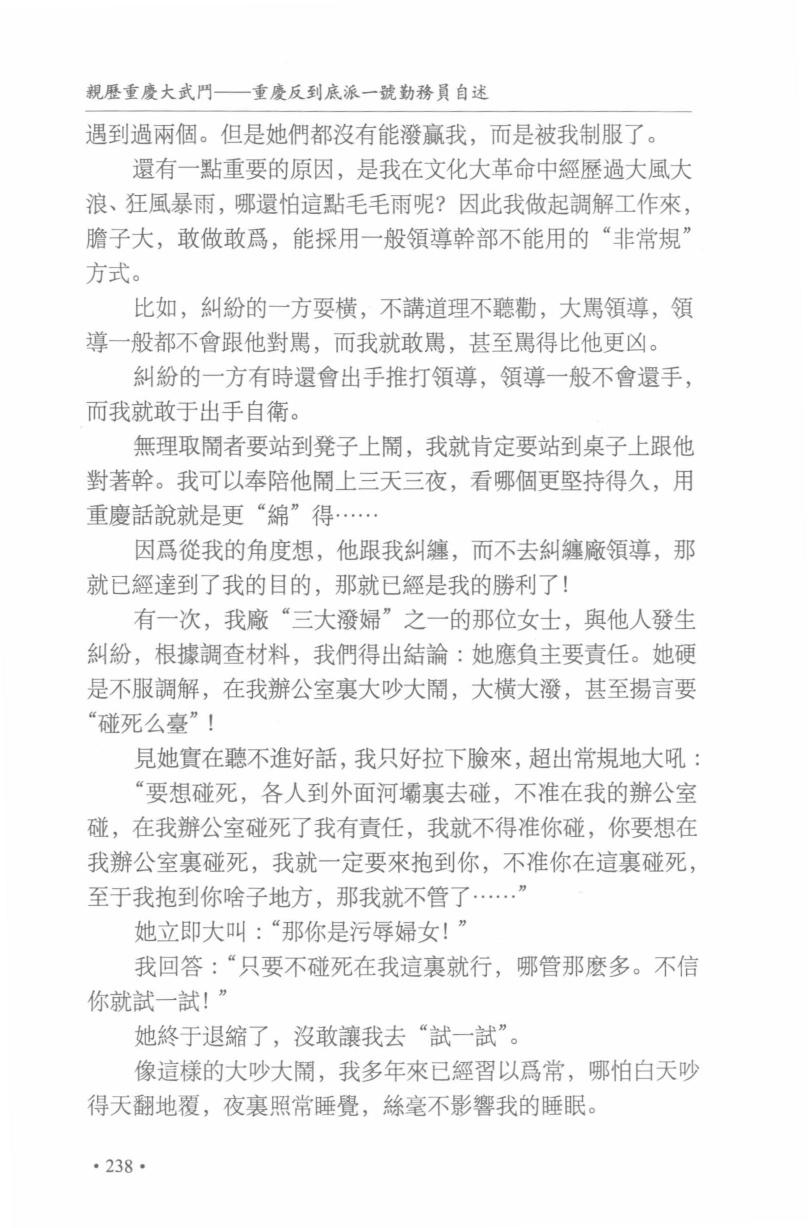 親歷重慶大武鬥——重慶反到底派一號勤務員自述
遇到過兩個。但是她們都沒有能潑贏我，而是被我制服了。
還有一點重要的原因，是我在文化大革命中經歷過大風大
浪、狂風暴雨，哪還怕這點毛毛雨呢？因此我做起調解工作來，
膽子大，敢做敢爲，能採用一般領導幹部不能用的“非常規”
方式。
比如，糾紛的一方耍橫，不講道理不聽勸，大駡領導，領
導一般都不會跟他對駡，而我就敢駡，甚至駡得比他更凶。
糾紛的一方有時還會出手推打領導，領導一般不會還手，
而我就敢于出手自衛。
無理取鬧者要站到凳子上鬧，我就肯定要站到桌子上跟他
對著幹。我可以奉陪他鬧上三天三夜，看哪個更堅持得久，用
重慶話說就是更“綿”得……
因爲從我的角度想，他跟我糾纏，而不去糾纏廠領導，那
就已經達到了我的目的，那就已經是我的勝利了！
有一次，我廠“三大潑婦”之一的那位女士，與他人發生
糾紛，根據調查材料，我們得出結論：她應負主要責任。她硬
是不服調解，在我辦公室裏大吵大鬧，大橫大潑，甚至揚言要
“碰死么臺”！
見她實在聽不進好話，我只好拉下臉來，超出常規地大吼：
“要想碰死，各人到外面河壩裏去碰，不准在我的辦公室
碰，在我辦公室碰死了我有責任，我就不得准你碰，你要想在
我辦公室裏碰死，我就一定要來抱到你，不准你在這裏碰死，
至于我抱到你啥子地方，那我就不管了……”
她立即大叫：“那你是污辱婦女！”
我回答：“只要不碰死在我這裏就行，哪管那麽多。不信
你就試一試！”
她終于退縮了，沒敢讓我去“試一試”。
像這樣的大吵大鬧，我多年來已經習以爲常，哪怕白天吵
得天翻地覆，夜裏照常睡覺，絲毫不影響我的睡眠。
·238·